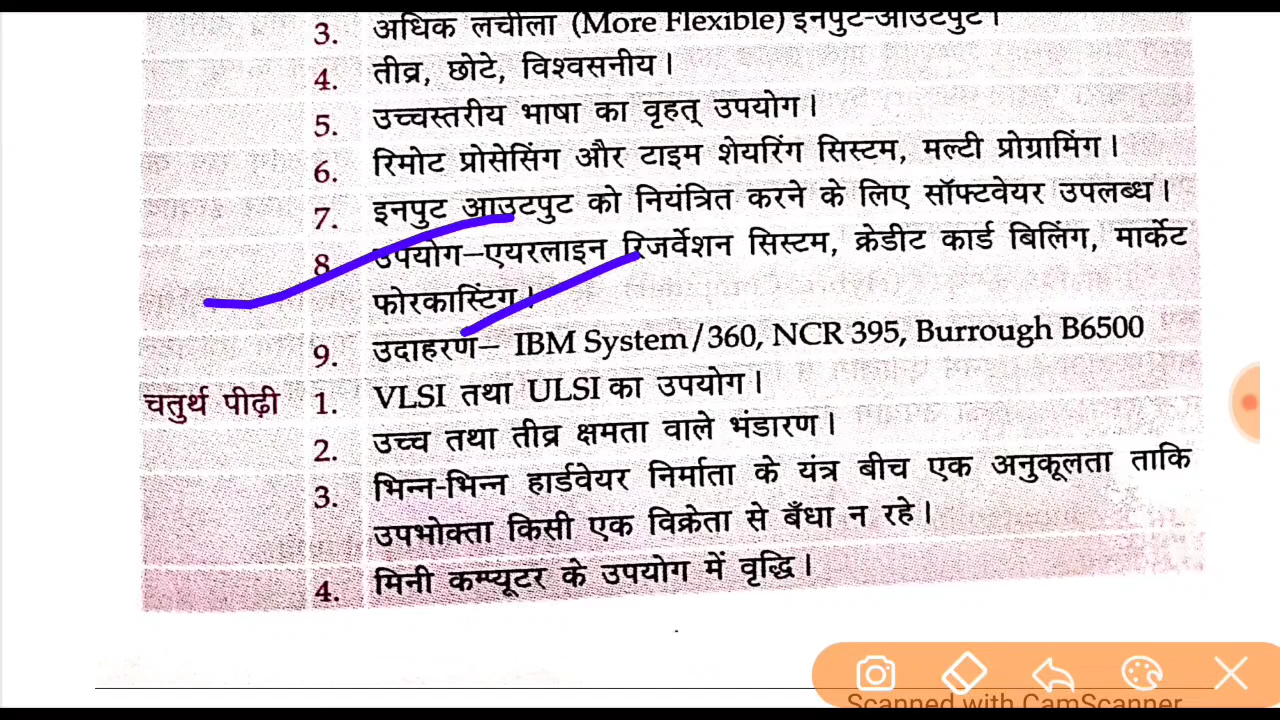 3. अधिक लचीला (More Flexible) इनपुट-आउटपुट।
4. तीव्र, छोटे, विश्वसनीय।
5. उच्चस्तरीय भाषा का वृहत् उपयोग।
6. रिमोट प्रोसेसिंग और टाइम शेयरिंग सिस्टम, मल्टी प्रोग्रामिंग।
7. इनपुट आउटपुट को नियंत्रित करने के लिए सॉफ्टवेयर उपलब्ध।
8. उपयोग–एयरलाइन रिजर्वेशन सिस्टम, क्रेडीट कार्ड बिलिंग, मार्केट
फोरकास्टिंग।
9. उदाहरण– IBM System/360, NCR 395, Burrough B6500
चतुर्थ पीढ़ी 1. VLSI तथा ULSI का उपयोग।
2. उच्च तथा तीव्र क्षमता वाले भंडारण।
3. भिन्न-भिन्न हार्डवेयर निर्माता के यंत्र बीच एक अनुकूलता ताकि
उपभोक्ता किसी एक विक्रेता से बँधा न रहे।
4. मिनी कम्प्यूटर के उपयोग में वृद्धि।
Scanned with CamScanner